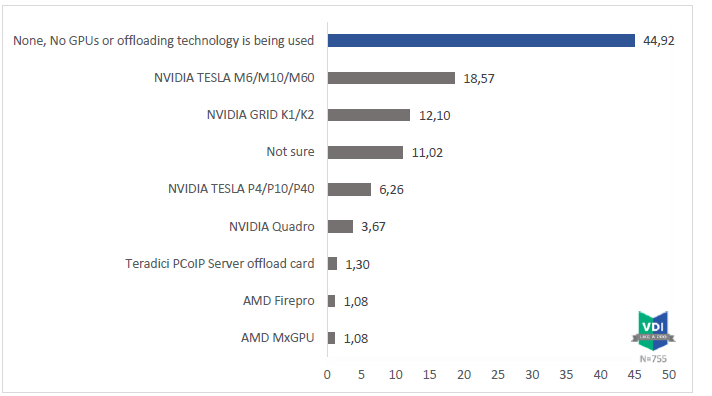 None, No GPUs or offloading technology is being used 44,92
NVIDIA TESLA M6/M10/M60 18,57
NVIDIA GRID K1/K2 12,10
Not sure 11,02
NVIDIA TESLA P4/P10/P40 6,26
NVIDIA Quadro 3,67
Teradici PCoIP Server offload card 1,30
AMD Firepro 1,08
AMD MxGPU 1,08
VDI
LIKE A PRO
N=755
0 5 10 15 20 25 30 35 40 45 50